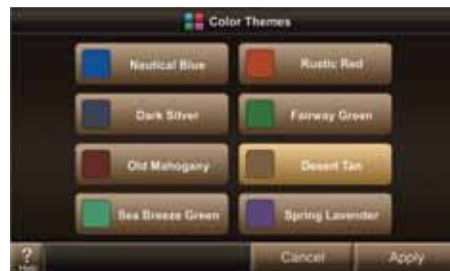 Color Themes
Nautical Blue
Rustic Red
Dark Silver
Fairway Green
Old Mahogany
Desert Tan
Sea Breeze Green
Spring Lavender
?
Help
Cancel
Apply